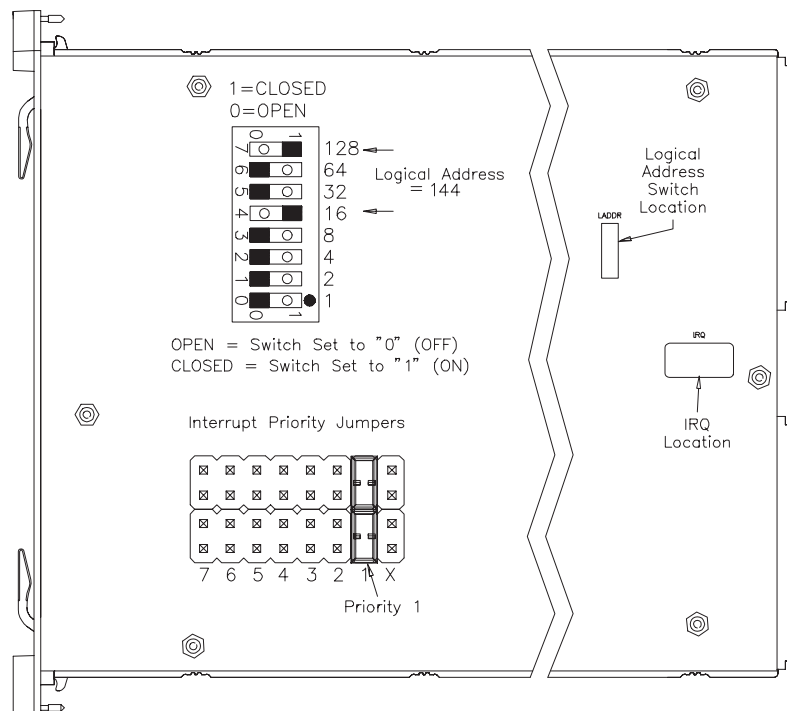 1=CLOSED
0=OPEN
0 1
7 128
6 64
5 32
4 16
3 8
2 4
1 2
0 1
0 1
Logical Address
= 144
OPEN = Switch Set to "0" (OFF)
CLOSED = Switch Set to "1" (ON)
Interrupt Priority Jumpers
7 6 5 4 3 2 1 X
Priority 1
Logical
Address
Switch
Location
LADDR
IRQ
IRQ
Location